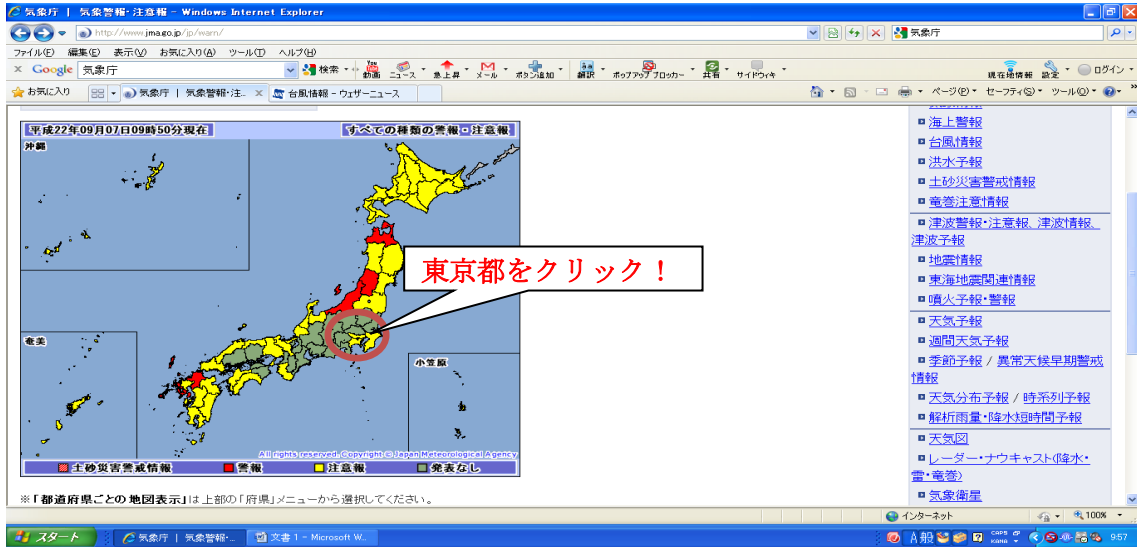 気象庁 | 気象警報・注意報 - Windows Internet Explorer
http://www.jma.go.jp/jp/warn/
気象庁
ファイル(F) 編集(E) 表示(V) お気に入り(A) ツール(T) ヘルプ(H)
× Google 気象庁 検索 動画 ニュース 急上昇 メール ボタン追加 翻訳 ポップアップ ブロッカー 共有 サイドウィキ 現在地情報 設定 ログイン
お気に入り 気象庁 | 気象警報・注... × 台風情報 - ウェザーニュース ページ(P) セーフティ(S) ツール(O) »
平成22年09月07日09時50分現在 すべての種類の警報・注意報
沖縄
奄美
小笠原
東京都をクリック！
All rights reserved. Copyright © Japan Meteorological Agency
土砂災害警戒情報 警報 注意報 発表なし
※「都道府県ごとの地図表示」は上部の「府県」メニューから選択してください。
海上警報
台風情報
洪水予報
土砂災害警戒情報
竜巻注意情報
津波警報・注意報、津波情報、
津波予報
地震情報
東海地震関連情報
噴火予報・警報
天気予報
週間天気予報
季節予報 / 異常天候早期警戒
情報
天気分布予報 / 時系列予報
解析雨量・降水短時間予報
天気図
レーダー・ナウキャスト(降水・
雷・竜巻)
気象衛星
インターネット 100%
スタート 気象庁 | 気象警報・... 文書 1 - Microsoft W... A 般 CAPS KANA 9:57